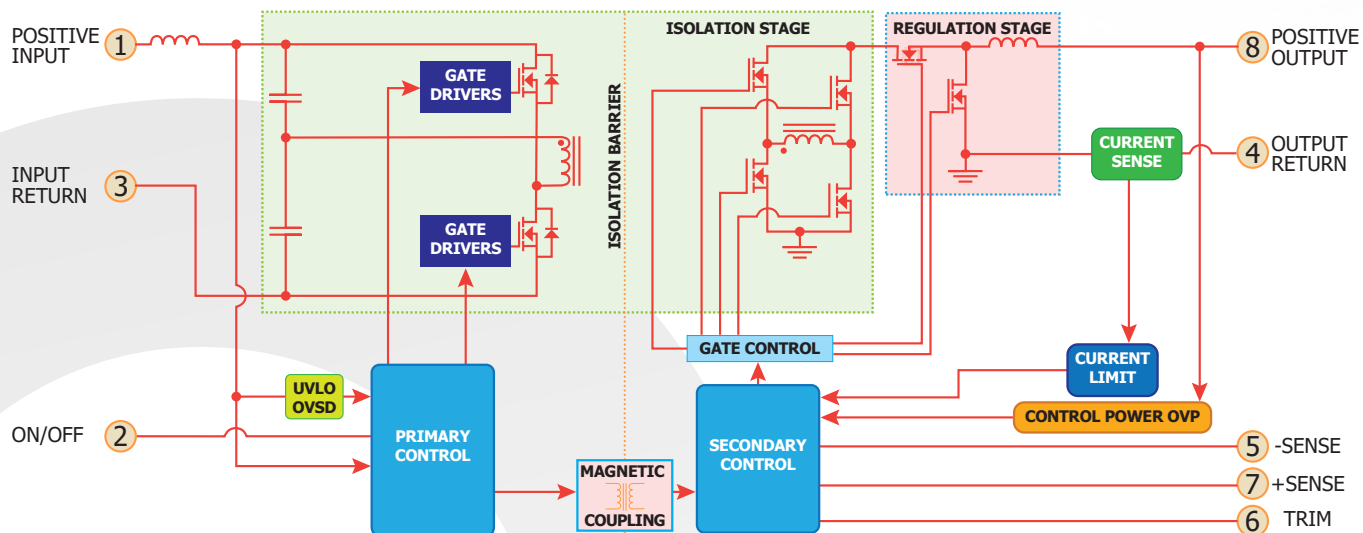 POSITIVE
INPUT
1
INPUT
RETURN
3
ON/OFF
2
GATE
DRIVERS
GATE
DRIVERS
ISOLATION BARRIER
ISOLATION STAGE
REGULATION STAGE
8
POSITIVE
OUTPUT
CURRENT
SENSE
4
OUTPUT
RETURN
GATE CONTROL
CURRENT
LIMIT
UVLO
OVSD
CONTROL POWER OVP
PRIMARY
CONTROL
SECONDARY
CONTROL
MAGNETIC
COUPLING
5
-SENSE
7
+SENSE
6
TRIM